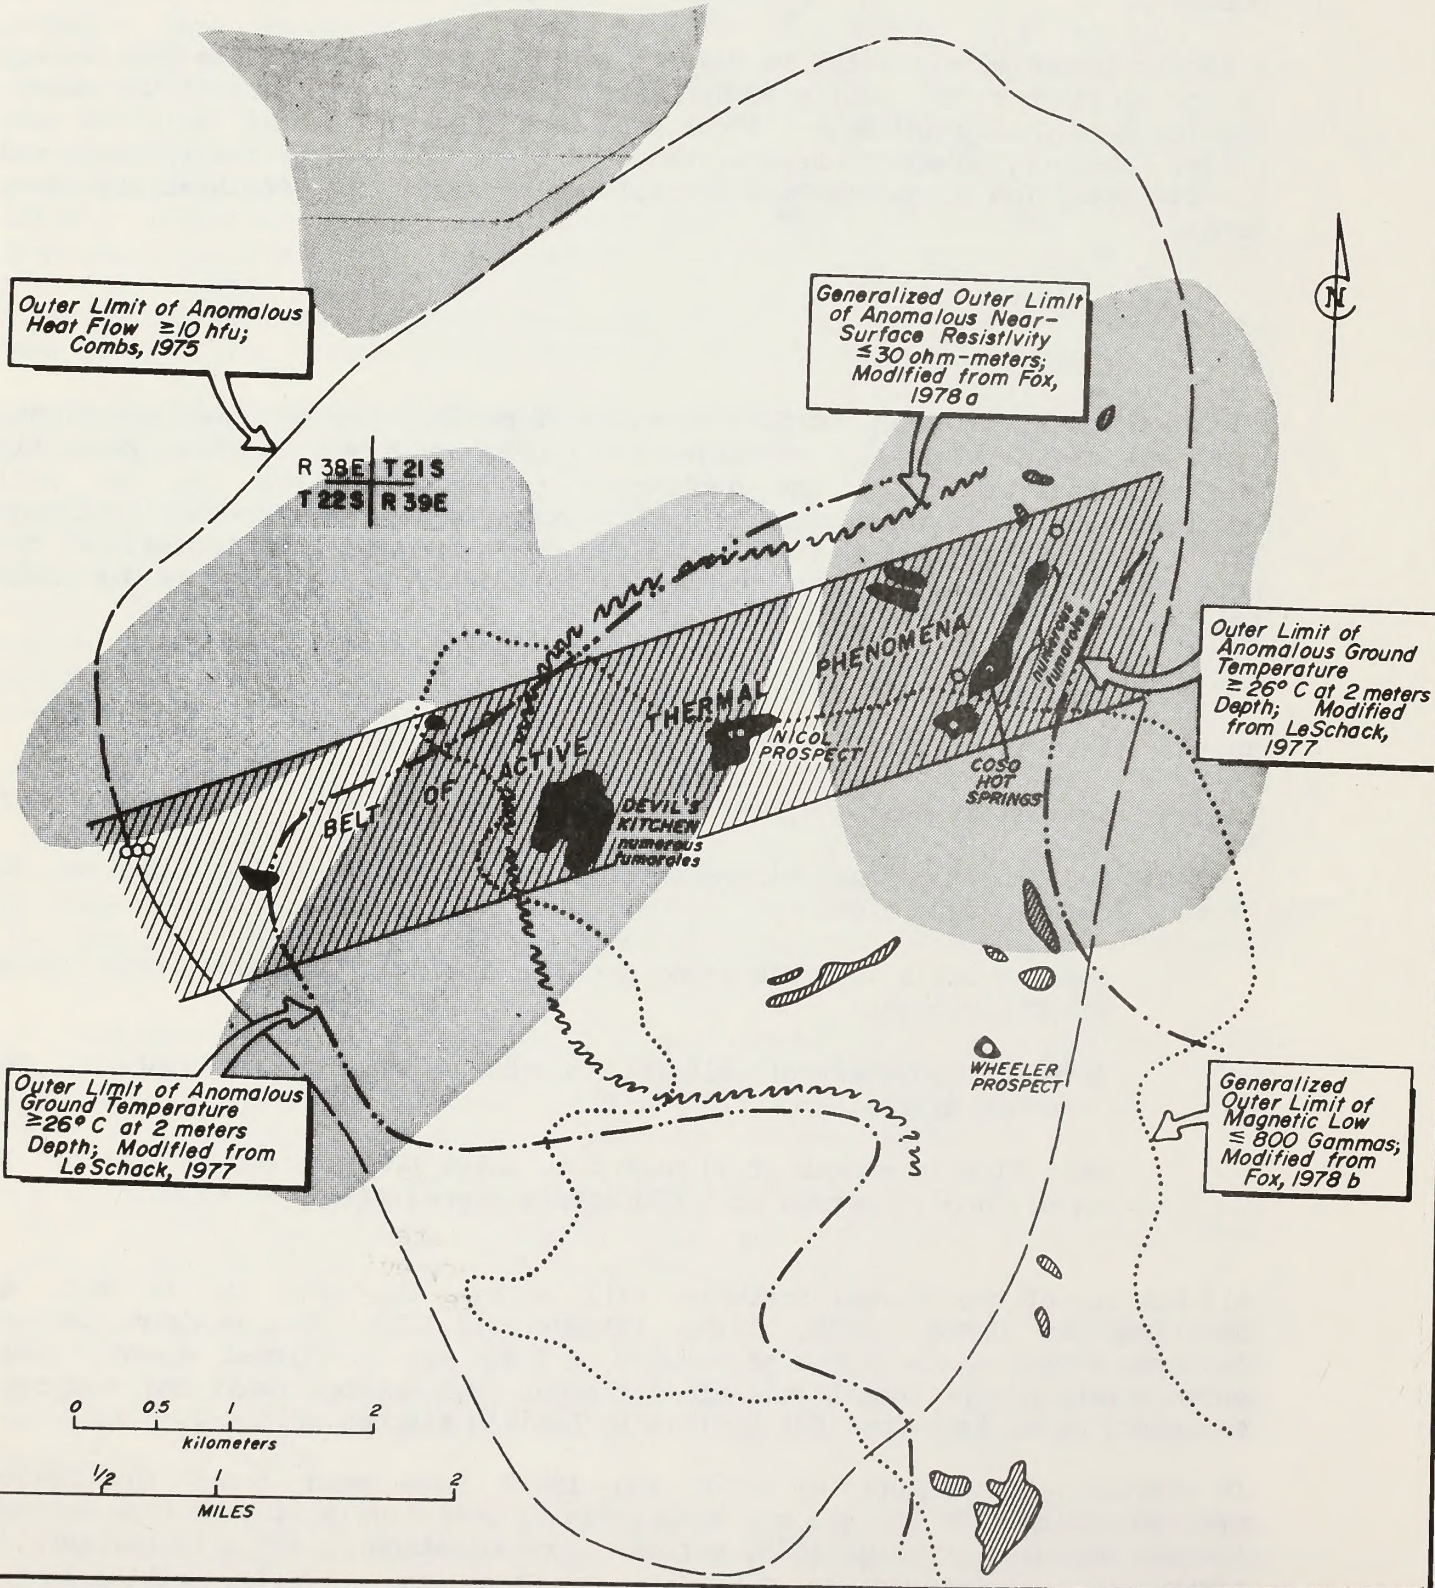 Outer Limit of Anomalous
Heat Flow ≥10 hfu;
Combs, 1975
Generalized Outer Limit
of Anomalous Near-
Surface Resistivity
≤30 ohm-meters;
Modified from Fox,
1978 a
N
R 38E T 21 S
T 22 S R 39E
Outer Limit of
Anomalous Ground
Temperature
≥26° C at 2 meters
Depth; Modified
from LeSchack,
1977
BELT OF ACTIVE THERMAL PHENOMENA
numerous
fumaroles
NICOL
PROSPECT
COSO
HOT
SPRINGS
DEVIL'S
KITCHEN
numerous
fumaroles
WHEELER
PROSPECT
Outer Limit of Anomalous
Ground Temperature
≥26° C at 2 meters
Depth; Modified from
LeSchack, 1977
Generalized
Outer Limit of
Magnetic Low
≤ 800 Gammas;
Modified from
Fox, 1978 b
0 0.5 1 2
kilometers
1/2 1 2
MILES